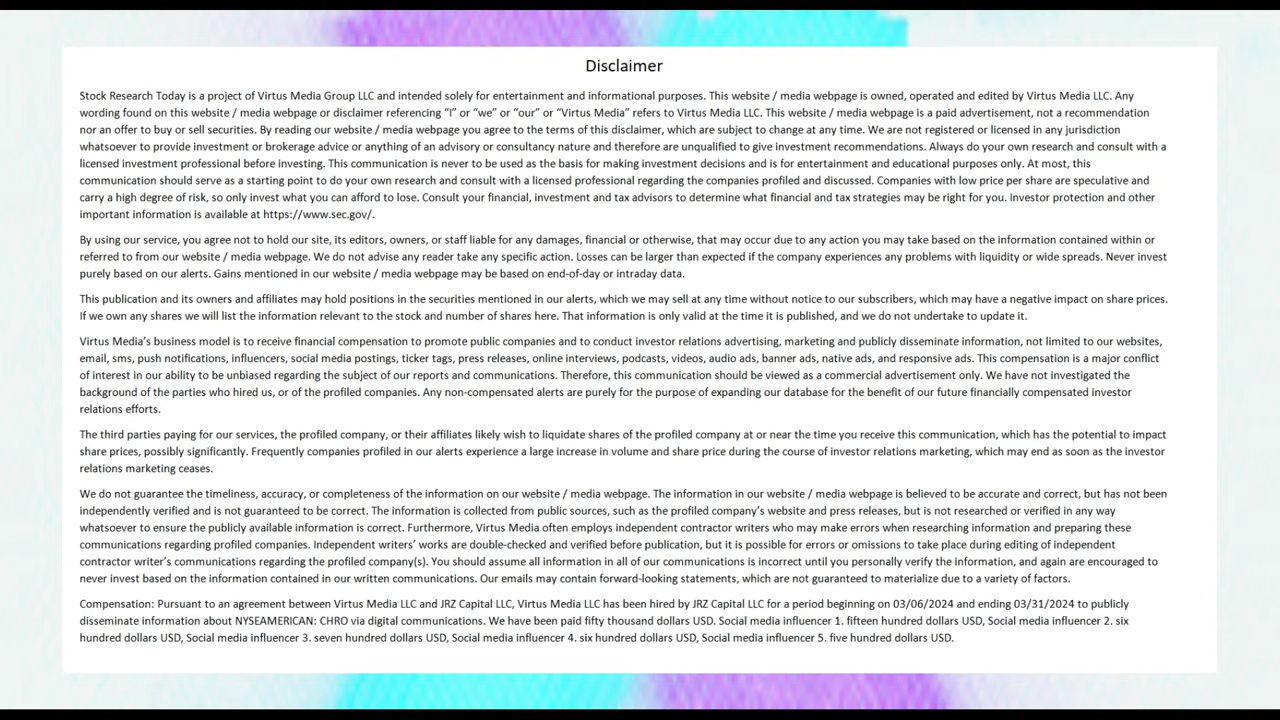 Disclaimer
Stock Research Today is a project of Virtus Media Group LLC and intended solely for entertainment and informational purposes. This website / media webpage is owned, operated and edited by Virtus Media LLC. Any
wording found on this website / media webpage or disclaimer referencing “I” or “we” or “our” or “Virtus Media” refers to Virtus Media LLC. This website / media webpage is a paid advertisement, not a recommendation
nor an offer to buy or sell securities. By reading our website / media webpage you agree to the terms of this disclaimer, which are subject to change at any time. We are not registered or licensed in any jurisdiction
whatsoever to provide investment or brokerage advice or anything of an advisory or consultancy nature and therefore are unqualified to give investment recommendations. Always do your own research and consult with a
licensed investment professional before investing. This communication is never to be used as the basis for making investment decisions and is for entertainment and educational purposes only. At most, this
communication should serve as a starting point to do your own research and consult with a licensed professional regarding the companies profiled and discussed. Companies with low price per share are speculative and
carry a high degree of risk, so only invest what you can afford to lose. Consult your financial, investment and tax advisors to determine what financial and tax strategies may be right for you. Investor protection and other
important information is available at https://www.sec.gov/.
By using our service, you agree not to hold our site, its editors, owners, or staff liable for any damages, financial or otherwise, that may occur due to any action you may take based on the information contained within or
referred to from our website / media webpage. We do not advise any reader take any specific action. Losses can be larger than expected if the company experiences any problems with liquidity or wide spreads. Never invest
purely based on our alerts. Gains mentioned in our website / media webpage may be based on end-of-day or intraday data.
This publication and its owners and affiliates may hold positions in the securities mentioned in our alerts, which we may sell at any time without notice to our subscribers, which may have a negative impact on share prices.
If we own any shares we will list the information relevant to the stock and number of shares here. That information is only valid at the time it is published, and we do not undertake to update it.
Virtus Media’s business model is to receive financial compensation to promote public companies and to conduct investor relations advertising, marketing and publicly disseminate information, not limited to our websites,
email, sms, push notifications, influencers, social media postings, ticker tags, press releases, online interviews, podcasts, videos, audio ads, banner ads, native ads, and responsive ads. This compensation is a major conflict
of interest in our ability to be unbiased regarding the subject of our reports and communications. Therefore, this communication should be viewed as a commercial advertisement only. We have not investigated the
background of the parties who hired us, or of the profiled companies. Any non-compensated alerts are purely for the purpose of expanding our database for the benefit of our future financially compensated investor
relations efforts.
The third parties paying for our services, the profiled company, or their affiliates likely wish to liquidate shares of the profiled company at or near the time you receive this communication, which has the potential to impact
share prices, possibly significantly. Frequently companies profiled in our alerts experience a large increase in volume and share price during the course of investor relations marketing, which may end as soon as the investor
relations marketing ceases.
We do not guarantee the timeliness, accuracy, or completeness of the information on our website / media webpage. The information in our website / media webpage is believed to be accurate and correct, but has not been
independently verified and is not guaranteed to be correct. The information is collected from public sources, such as the profiled company’s website and press releases, but is not researched or verified in any way
whatsoever to ensure the publicly available information is correct. Furthermore, Virtus Media often employs independent contractor writers who may make errors when researching information and preparing these
communications regarding profiled companies. Independent writers’ works are double-checked and verified before publication, but it is possible for errors or omissions to take place during editing of independent
contractor writer’s communications regarding the profiled company(s). You should assume all information in all of our communications is incorrect until you personally verify the information, and again are encouraged to
never invest based on the information contained in our written communications. Our emails may contain forward-looking statements, which are not guaranteed to materialize due to a variety of factors.
Compensation: Pursuant to an agreement between Virtus Media LLC and JRZ Capital LLC, Virtus Media LLC has been hired by JRZ Capital LLC for a period beginning on 03/06/2024 and ending 03/31/2024 to publicly
disseminate information about NYSEAMERICAN: CHRO via digital communications. We have been paid fifty thousand dollars USD. Social media influencer 1. fifteen hundred dollars USD, Social media influencer 2. six
hundred dollars USD, Social media influencer 3. seven hundred dollars USD, Social media influencer 4. six hundred dollars USD, Social media influencer 5. five hundred dollars USD.